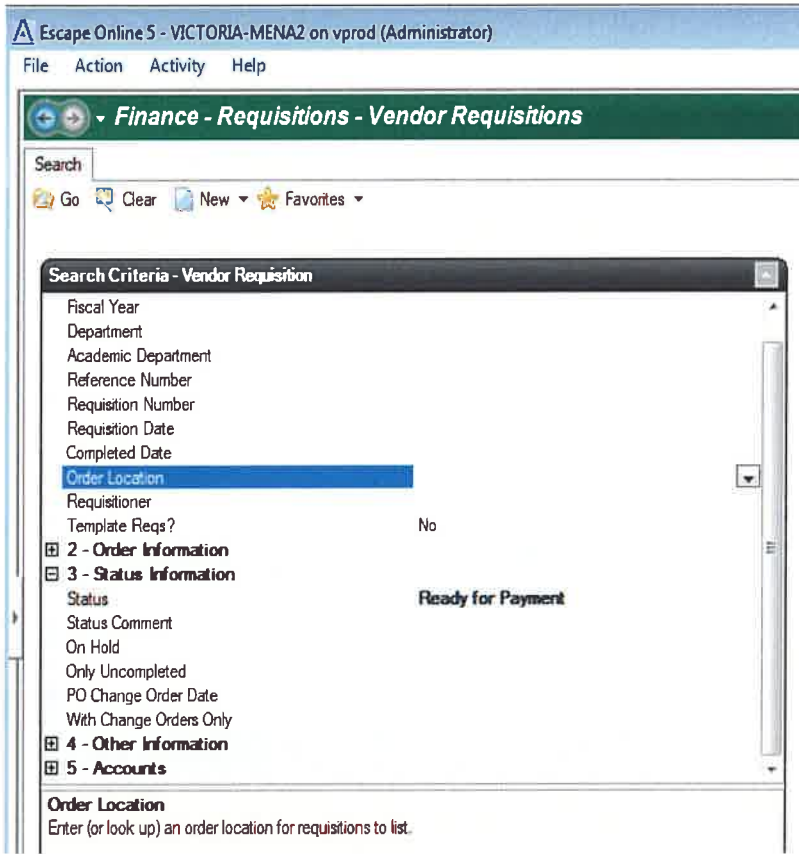 Escape Online 5 - VICTORIA-MENA2 on vprod (Administrator)
File Action Activity Help
Finance - Requisitions - Vendor Requisitions
Search
Go Clear New Favorites
Search Criteria - Vendor Requisition
Fiscal Year
Department
Academic Department
Reference Number
Requisition Number
Requisition Date
Completed Date
Order Location
Requisitioner
Template Reqs? No
2 - Order Information
3 - Status Information
Status Ready for Payment
Status Comment
On Hold
Only Uncompleted
PO Change Order Date
With Change Orders Only
4 - Other Information
5 - Accounts
Order Location
Enter (or look up) an order location for requisitions to list.